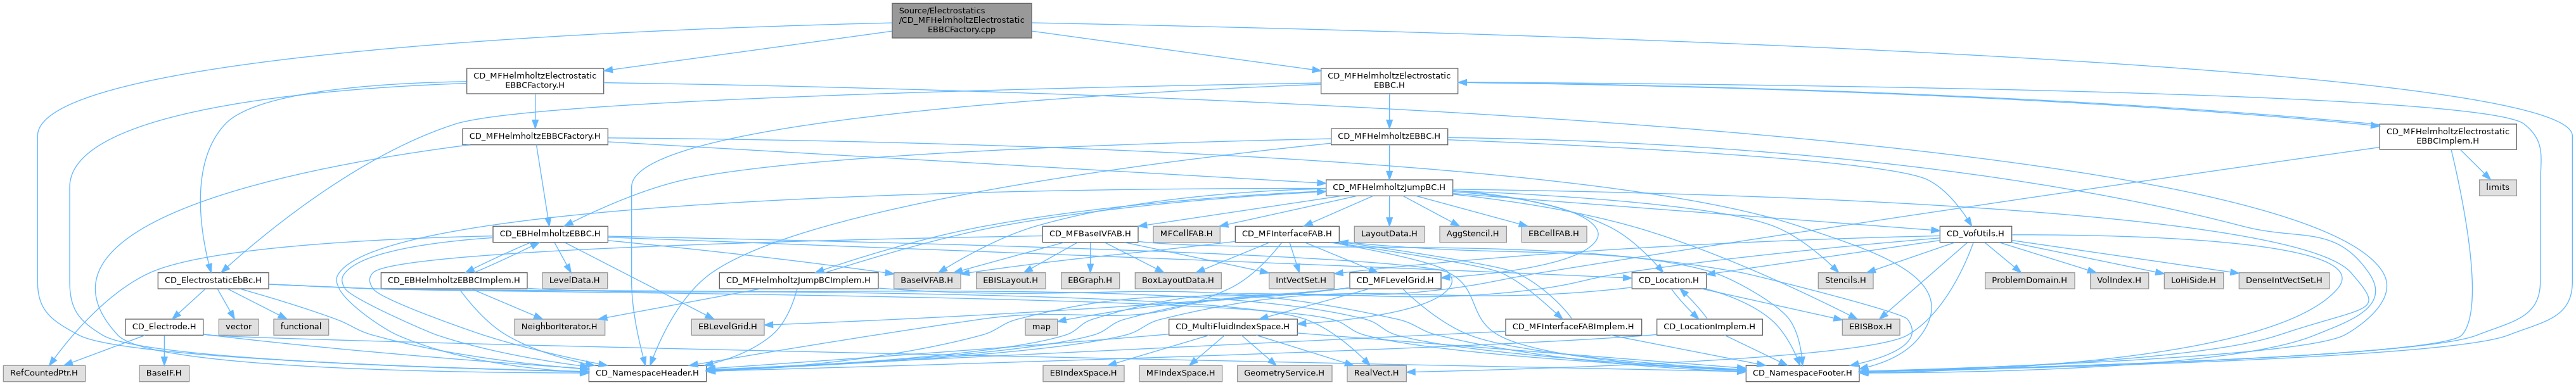 Source/Electrostatics
/CD_MFHelmholtzElectrostatic
EBBCFactory.cpp
CD_MFHelmholtzElectrostatic
EBBCFactory.H
CD_MFHelmholtzElectrostatic
EBBC.H
CD_MFHelmholtzEBBCFactory.H
CD_MFHelmholtzEBBC.H
CD_MFHelmholtzElectrostatic
EBBCImplem.H
CD_MFHelmholtzJumpBC.H
limits
CD_EBHelmholtzEBBC.H
CD_MFBaseIVFAB.H
MFCellFAB.H
CD_MFInterfaceFAB.H
LayoutData.H
AggStencil.H
EBCellFAB.H
CD_VofUtils.H
CD_ElectrostaticEbBc.H
CD_EBHelmholtzEBBCImplem.H
LevelData.H
CD_MFHelmholtzJumpBCImplem.H
BaseIVFAB.H
EBISLayout.H
EBGraph.H
BoxLayoutData.H
IntVectSet.H
CD_MFLevelGrid.H
CD_Location.H
Stencils.H
ProblemDomain.H
VolIndex.H
LoHiSide.H
DenseIntVectSet.H
CD_Electrode.H
vector
functional
NeighborIterator.H
EBLevelGrid.H
map
CD_MultiFluidIndexSpace.H
CD_MFInterfaceFABImplem.H
CD_LocationImplem.H
EBISBox.H
RefCountedPtr.H
BaseIF.H
CD_NamespaceHeader.H
EBIndexSpace.H
MFIndexSpace.H
GeometryService.H
RealVect.H
CD_NamespaceFooter.H